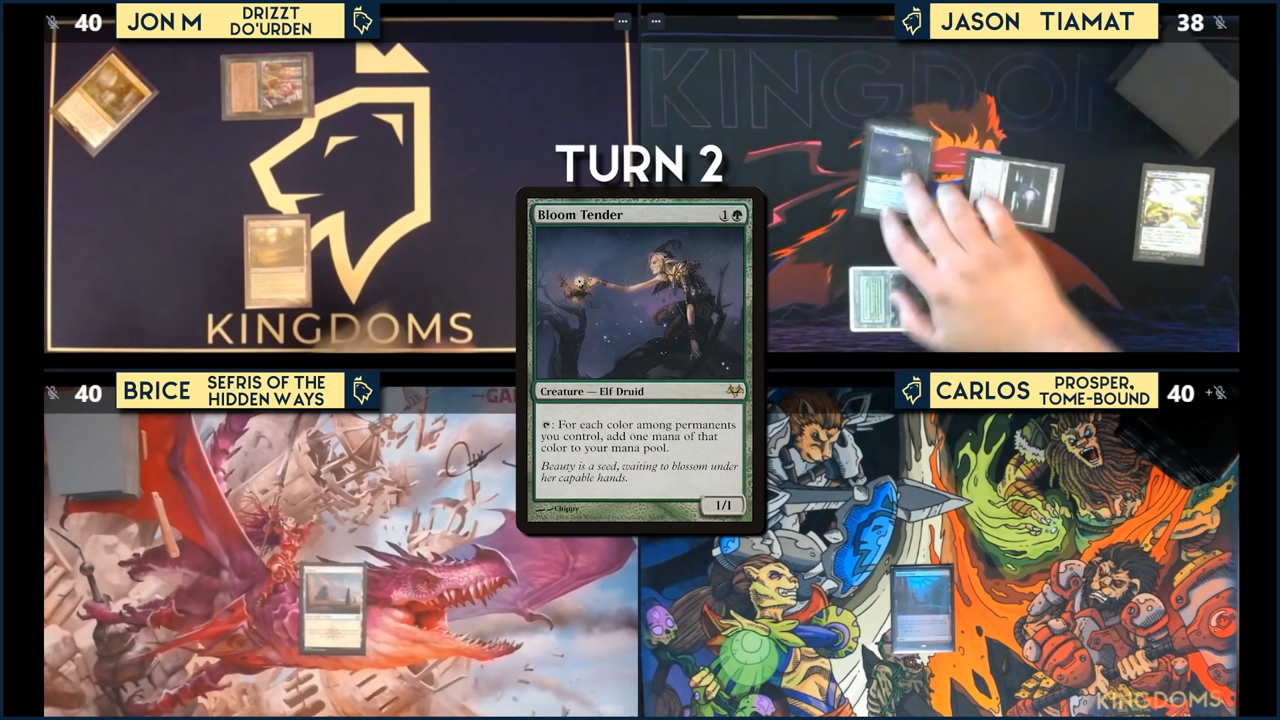 40
JON M
DRIZZT
DO'URDEN
JASON TIAMAT
38
KINGDOM
TURN 2
Bloom Tender
1
Creature — Elf Druid
: For each color among permanents
you control, add one mana of that
color to your mana pool.
Beauty is a seed, waiting to blossom under
her capable hands.
Chippy
1/1
KINGDOMS
40
BRICE
SEFRIS OF THE
HIDDEN WAYS
CARLOS
PROSPER,
TOME-BOUND
40
KINGDOMS